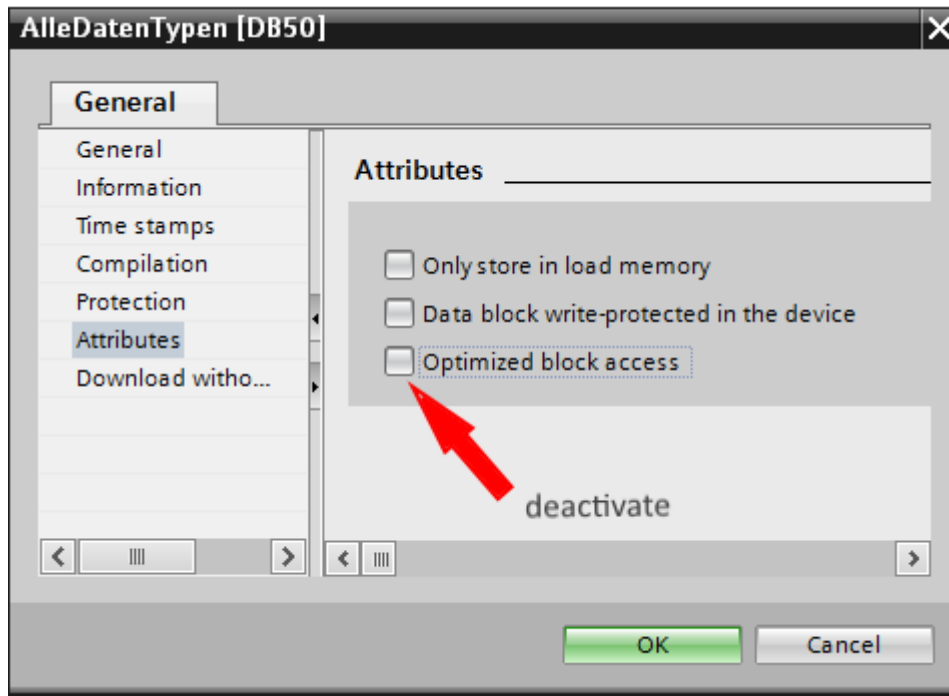 AlleDatenTypen [DB50]
General
General
Information
Time stamps
Compilation
Protection
Attributes
Download witho...
Attributes
Only store in load memory
Data block write-protected in the device
Optimized block access
deactivate
OK
Cancel